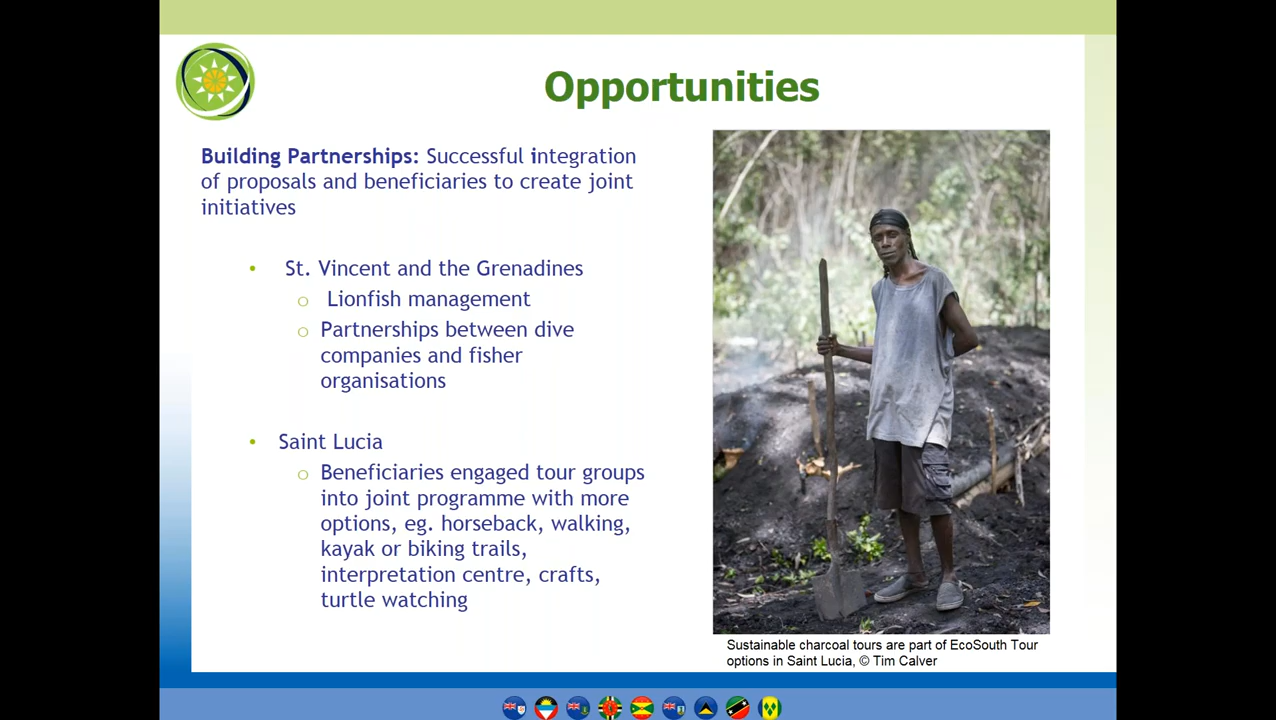 Opportunities
Building Partnerships: Successful integration
of proposals and beneficiaries to create joint
initiatives
• St. Vincent and the Grenadines
o Lionfish management
o Partnerships between dive
companies and fisher
organisations
• Saint Lucia
o Beneficiaries engaged tour groups
into joint programme with more
options, eg. horseback, walking,
kayak or biking trails,
interpretation centre, crafts,
turtle watching
Sustainable charcoal tours are part of EcoSouth Tour
options in Saint Lucia, © Tim Calver